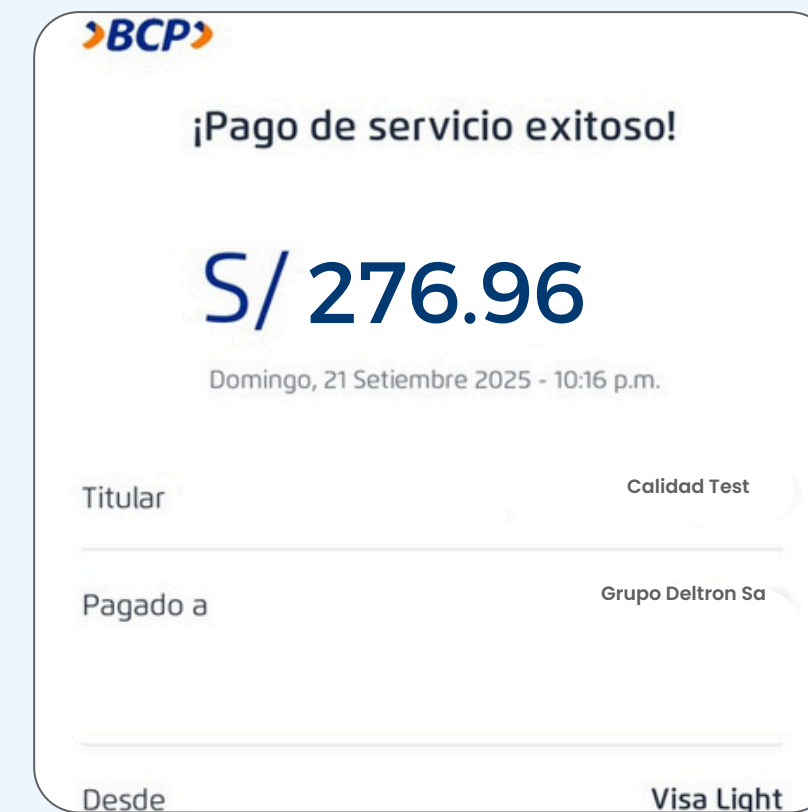 BCP
¡Pago de servicio exitoso!
S/ 276.96
Domingo, 21 Setiembre 2025 - 10:16 p.m.
Titular Calidad Test
Pagado a Grupo Deltron Sa
Desde Visa Light